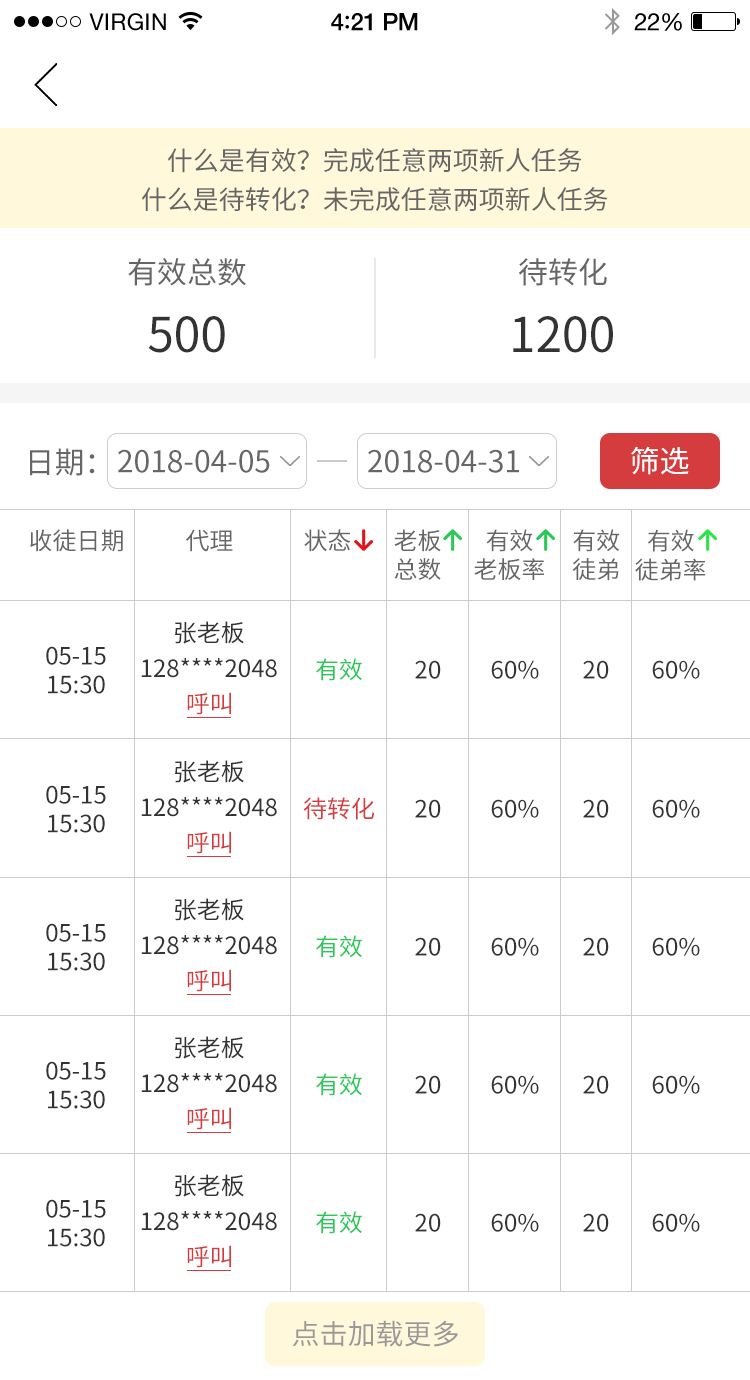 VIRGIN 4:21 PM 22%
什么是有效？完成任意两项新人任务
什么是待转化？未完成任意两项新人任务
有效总数 待转化
500 1200
日期： 2018-04-05 — 2018-04-31 筛选
收徒日期 代理 状态 老板 有效 有效 有效
总数 老板率 徒弟 徒弟率
张老板
05-15 128****2048 有效 20 60% 20 60%
15:30 呼叫
张老板
05-15 128****2048 待转化 20 60% 20 60%
15:30 呼叫
张老板
05-15 128****2048 有效 20 60% 20 60%
15:30 呼叫
张老板
05-15 128****2048 有效 20 60% 20 60%
15:30 呼叫
张老板
05-15 128****2048 有效 20 60% 20 60%
15:30 呼叫
点击加载更多